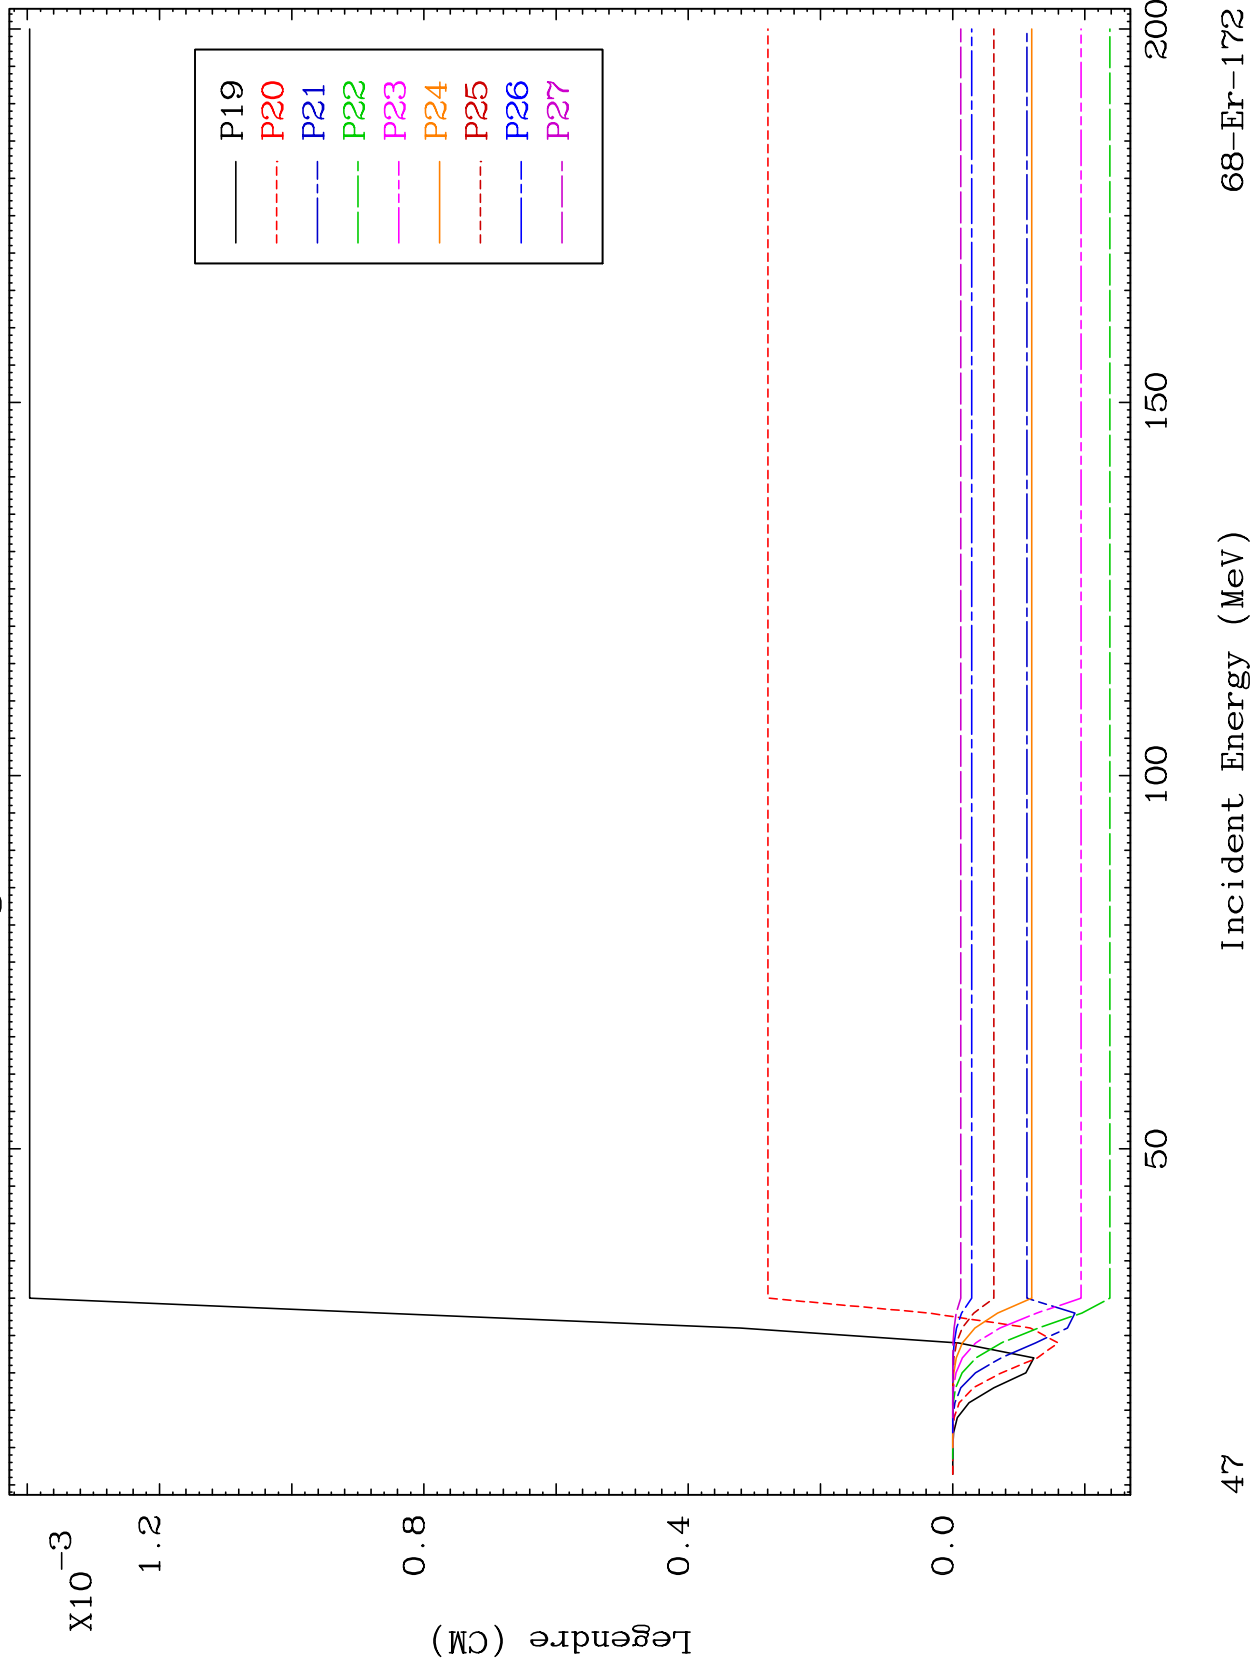 X10-3
1.2
0.8
0.4
0.0
Legendre (CM)
P19
P20
P21
P22
P23
P24
P25
P26
P27
50
100
150
200
47
Incident Energy (MeV)
68-Er-172